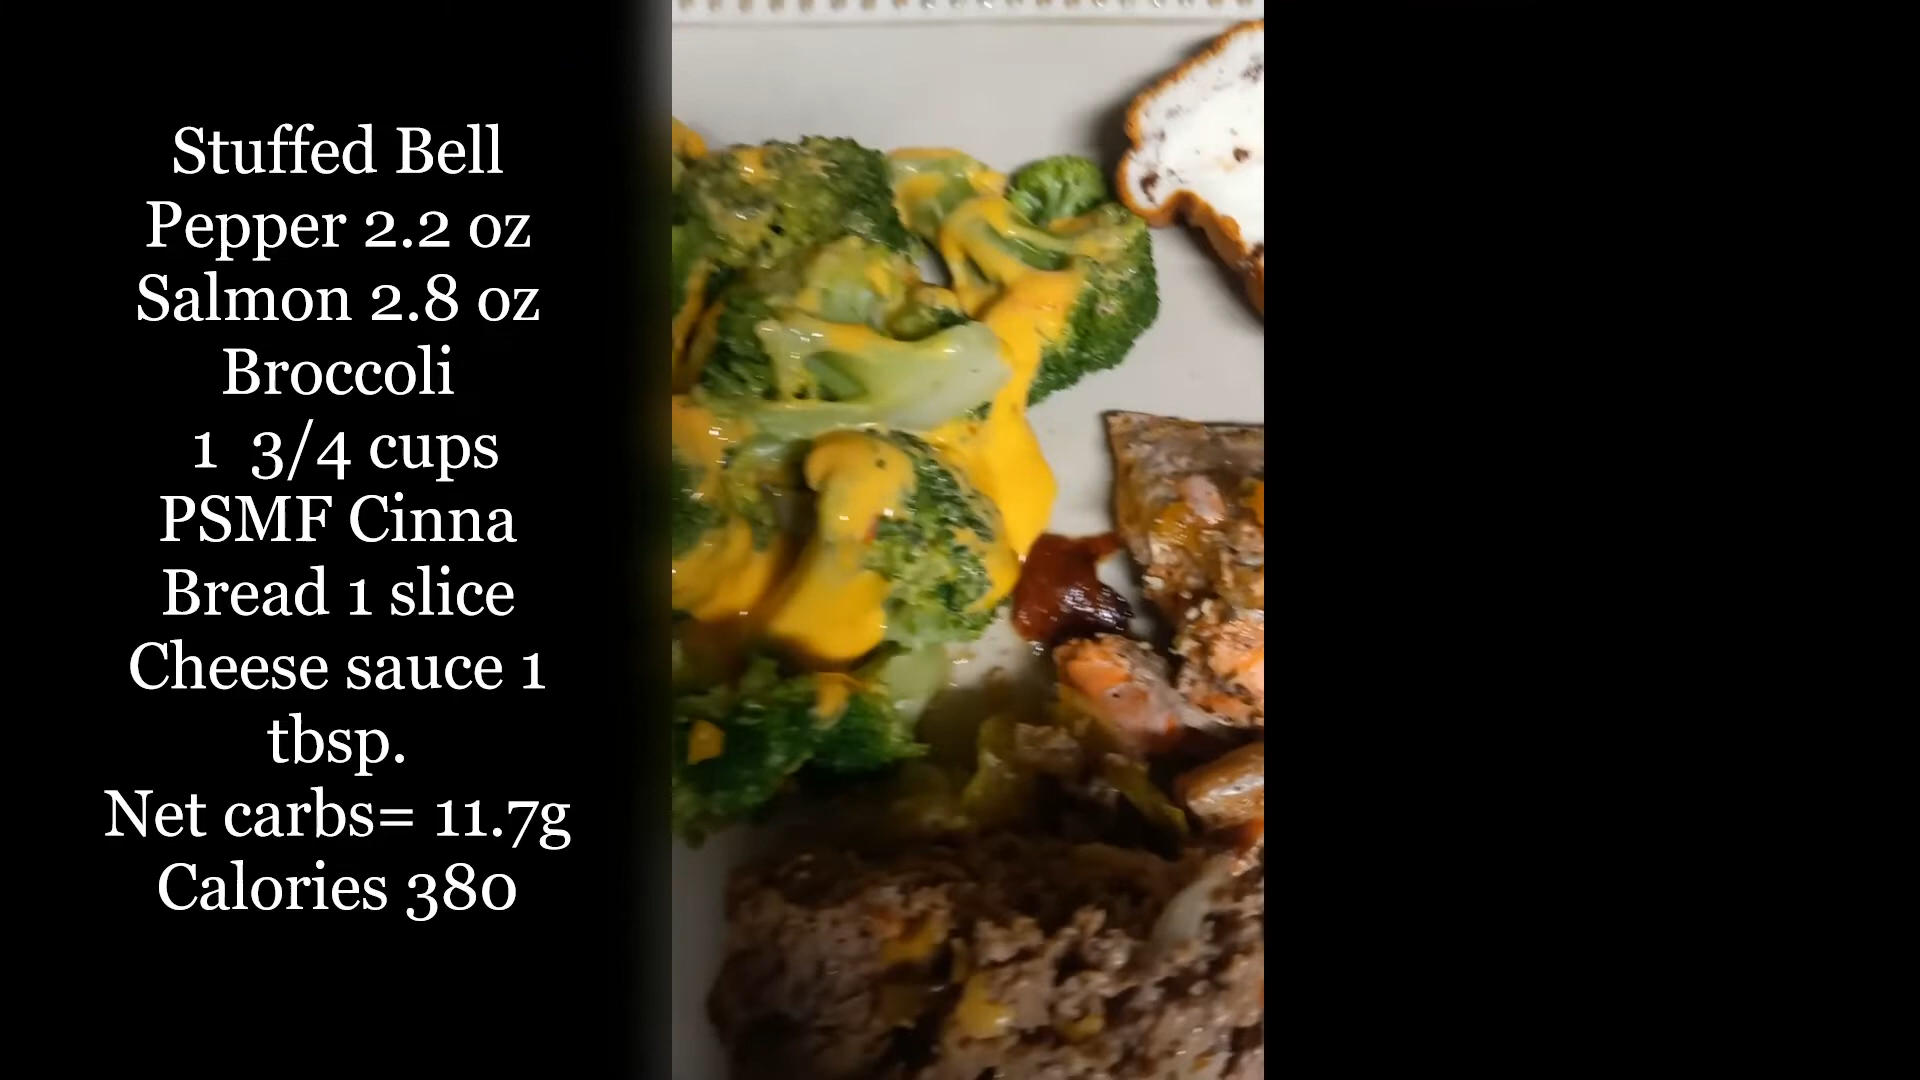 Stuffed Bell
Pepper 2.2 oz
Salmon 2.8 oz
Broccoli
1  3/4 cups
PSMF Cinna
Bread 1 slice
Cheese sauce 1
tbsp.
Net carbs= 11.7g
Calories 380